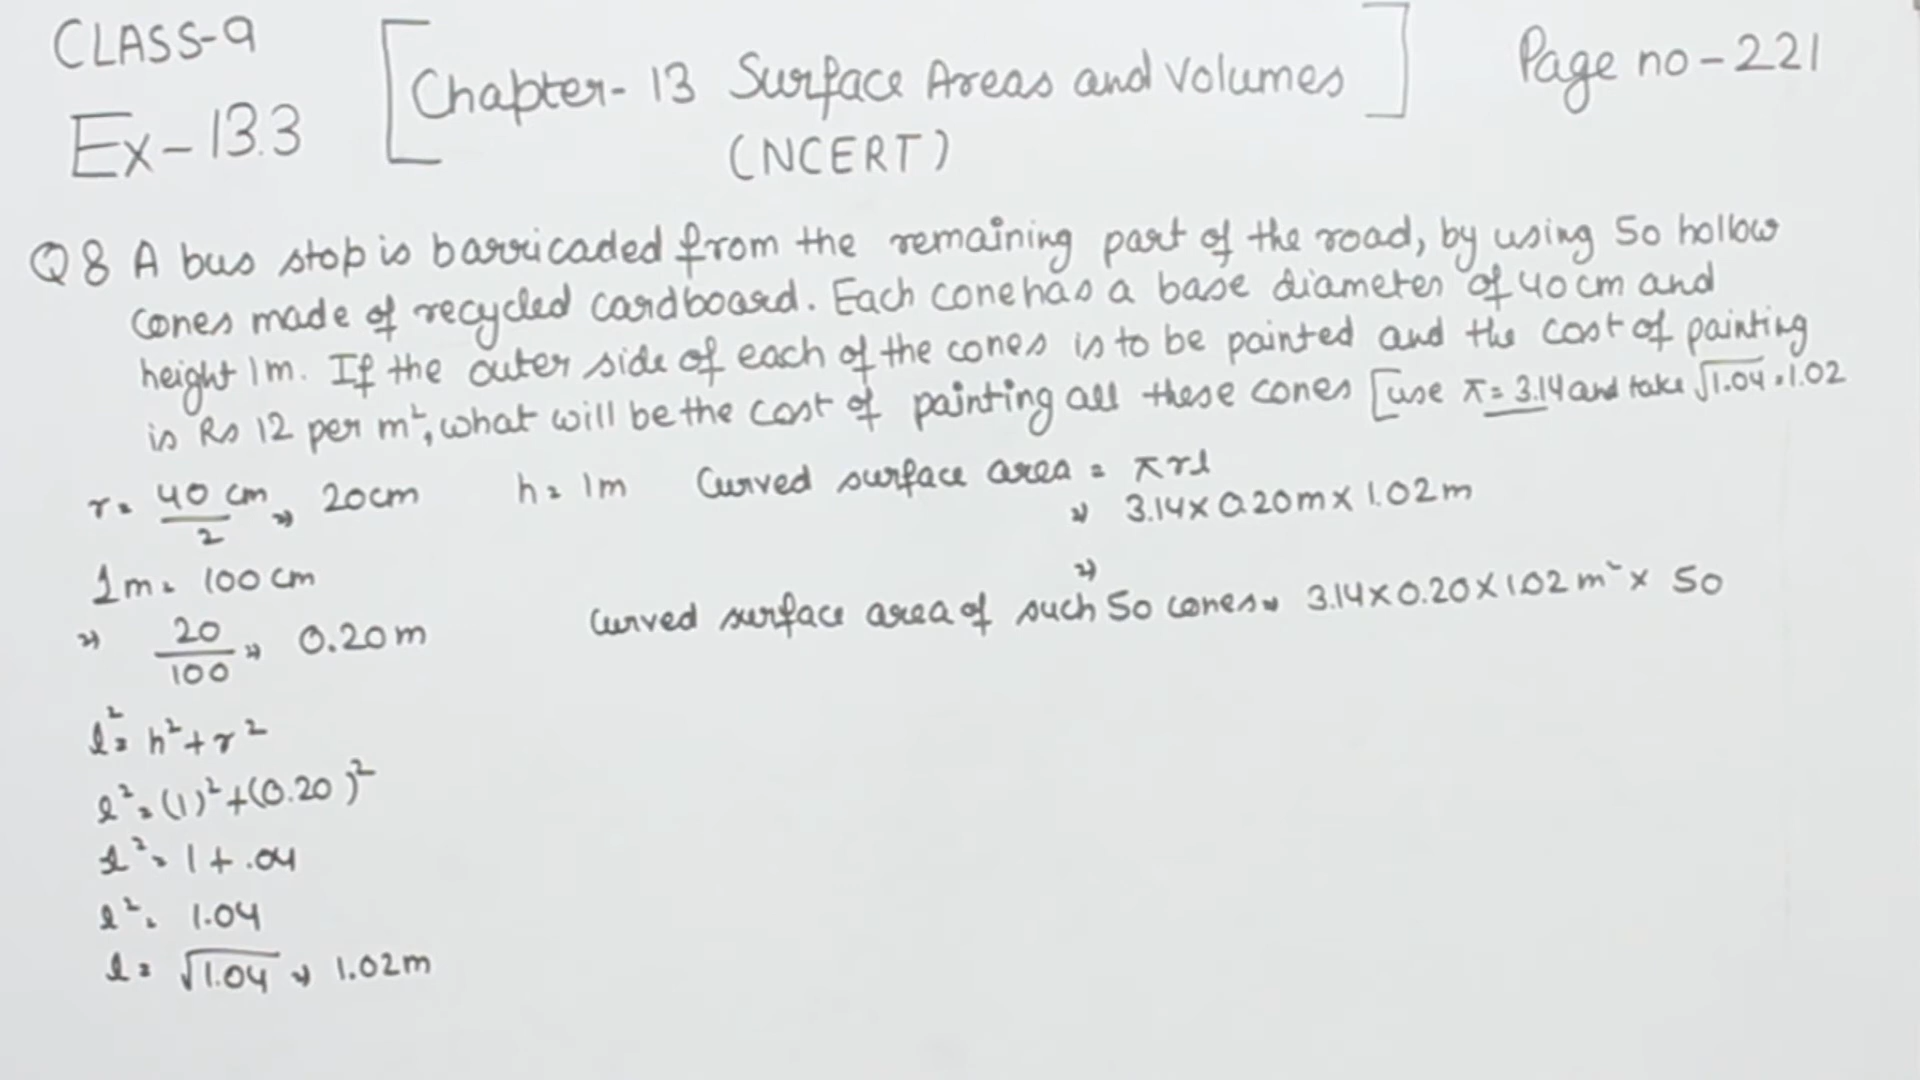 CLASS-9
Ex-13.3
[Chapter-13 Surface Areas and Volumes]
(NCERT)
Page no-221
Q8 A bus stop is barricaded from the remaining part of the road, by using 50 hollow
cones made of recycled cardboard. Each cone has a base diameter of 40cm and
height 1m. If the outer side of each of the cones is to be painted and the cost of painting
is Rs 12 per m², what will be the cost of painting all these cones [use π = 3.14 and take √1.04 = 1.02
r = 40 cm/2 ⇒ 20cm
1m = 100 cm
⇒ 20/100 ⇒ 0.20m
l² = h² + r²
l² = (1)² + (0.20)²
l² = 1 + .04
l² = 1.04
l = √1.04 ⇒ 1.02m
h = 1m
Curved surface area = πrl
⇒ 3.14 × 0.20m × 1.02m
⇒
Curved surface area of such 50 cones ⇒ 3.14 × 0.20 × 1.02 m² × 50